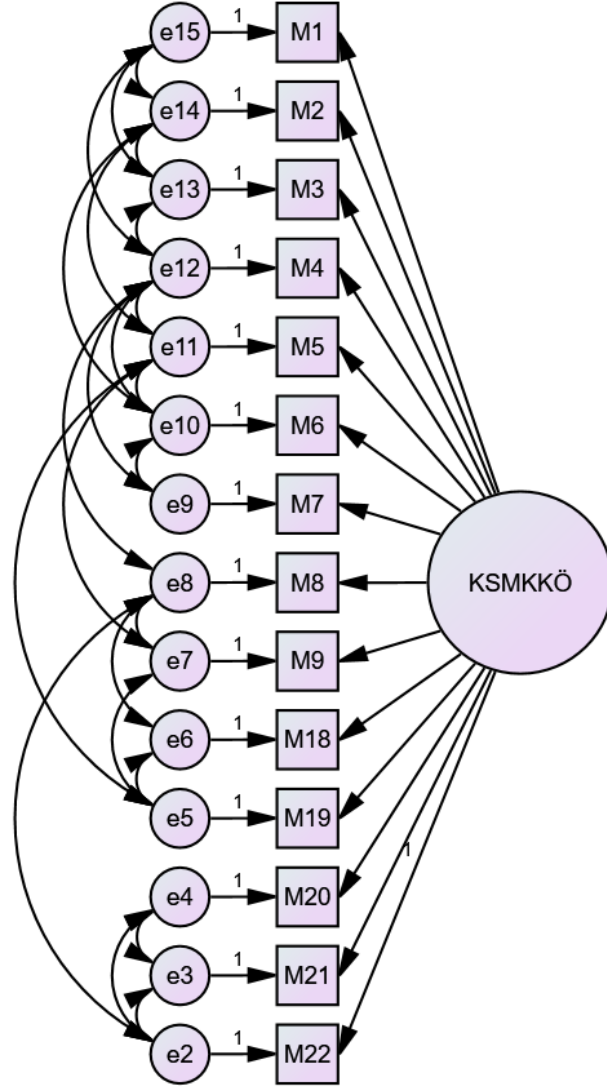 e15 1 M1
e14 1 M2
e13 1 M3
e12 1 M4
e11 1 M5
e10 1 M6
e9 1 M7
e8 1 M8 KSMKKÖ
e7 1 M9
e6 1 M18
e5 1 M19
1
e4 1 M20
e3 1 M21
e2 1 M22